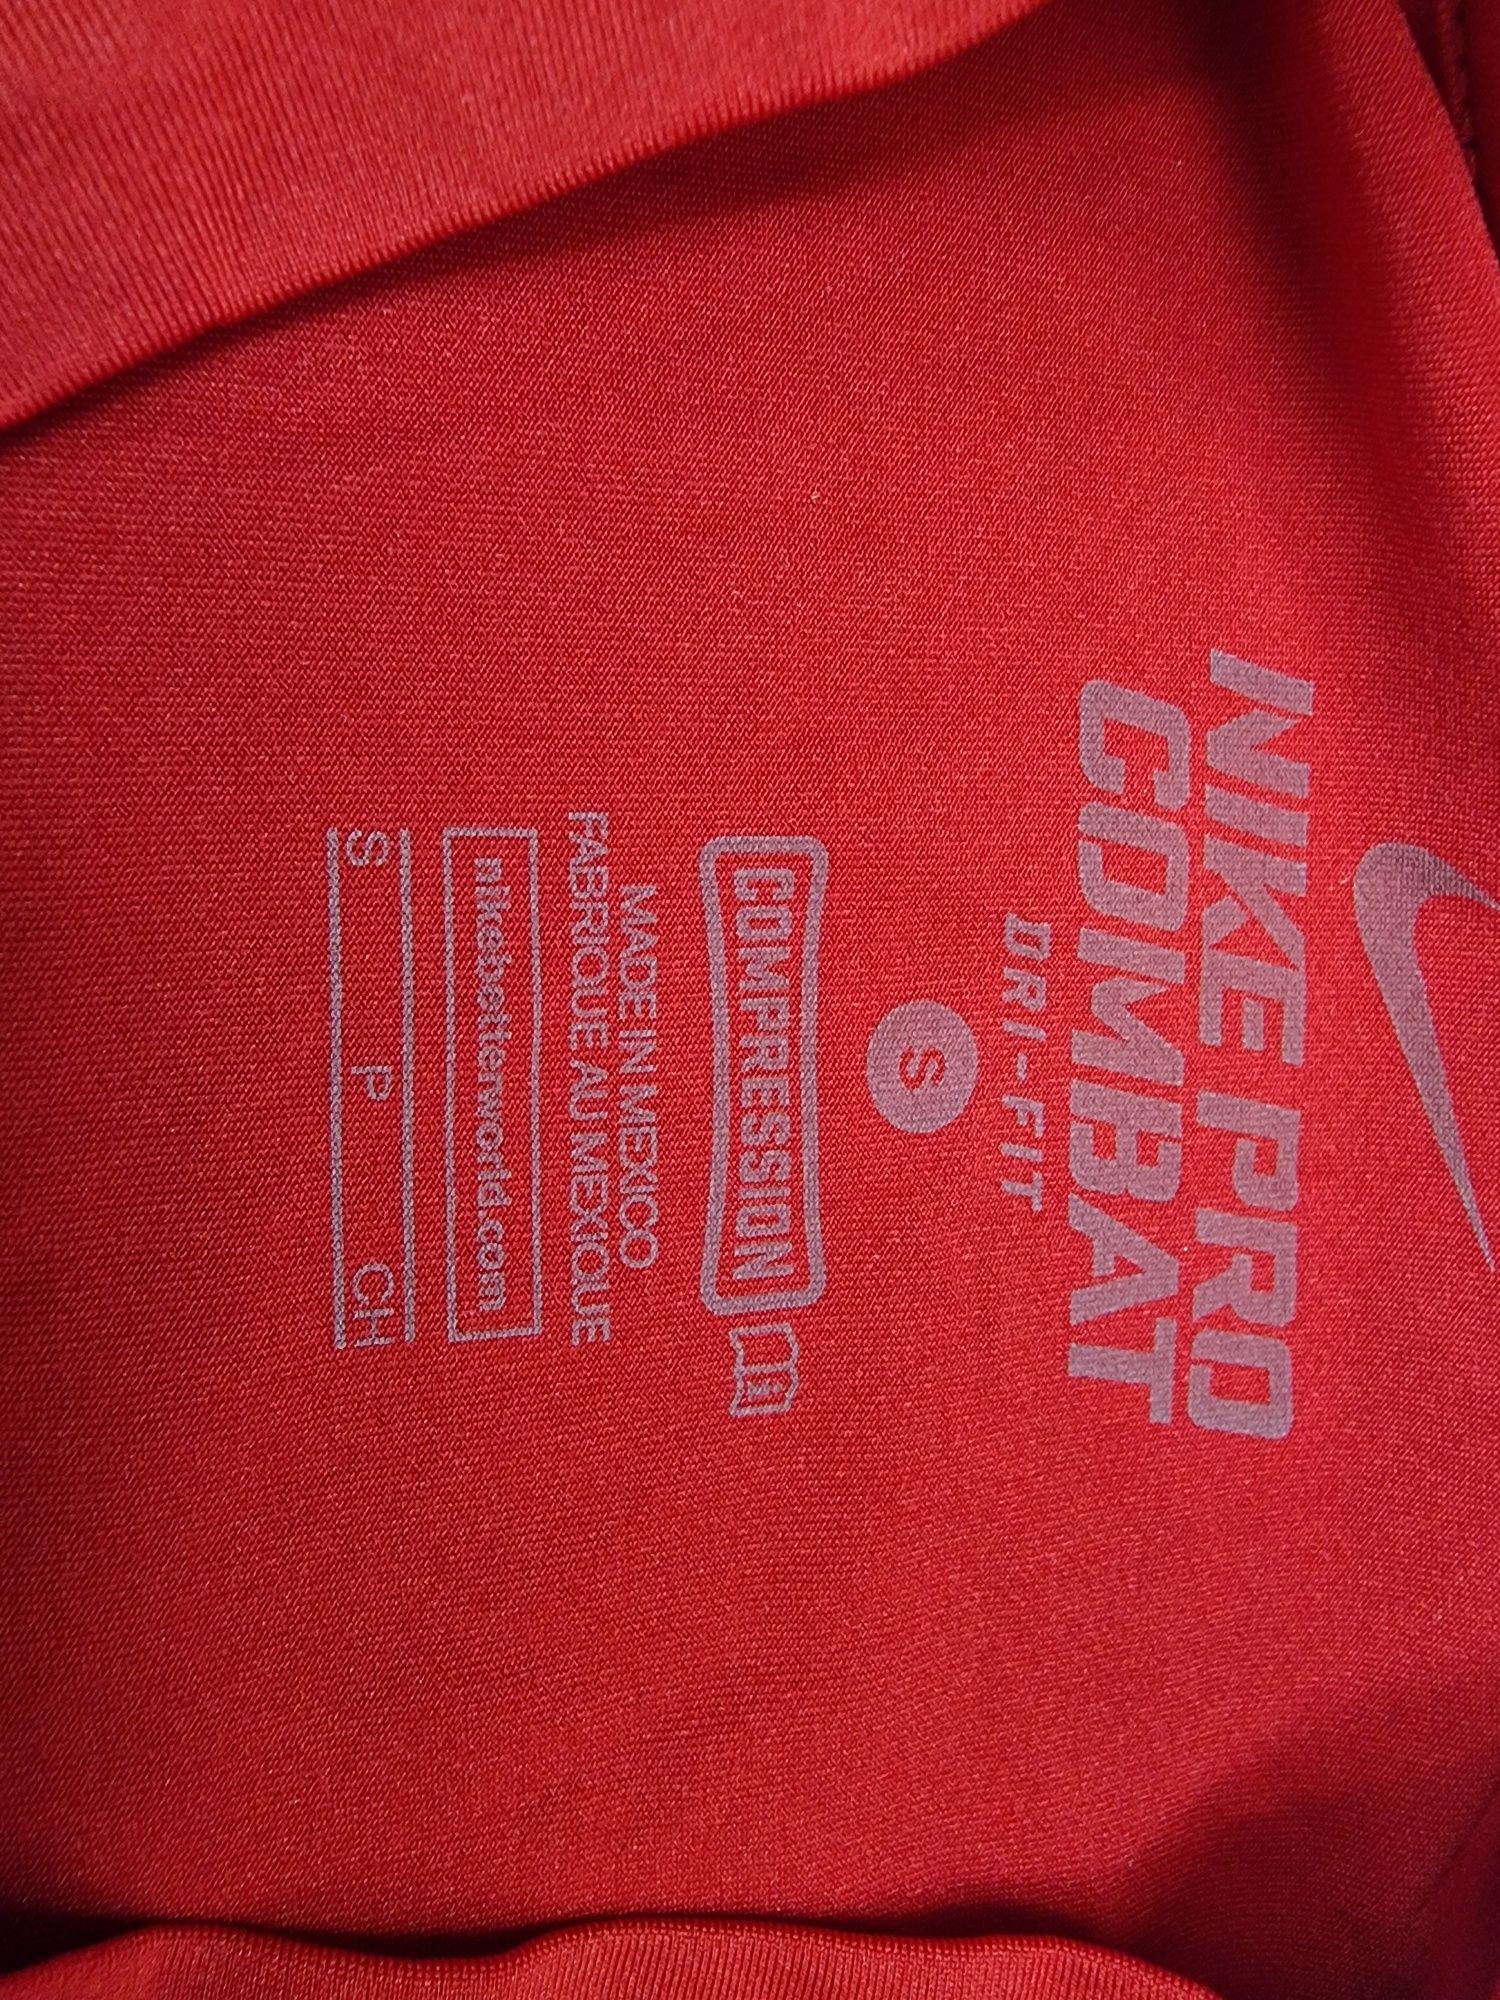 NIKE PRO
COMBAT
DRI-FIT
S
COMPRESSION
MADE IN MEXICO
FABRIQUE AU MEXIQUE
nikebetterworld.com
S P CH